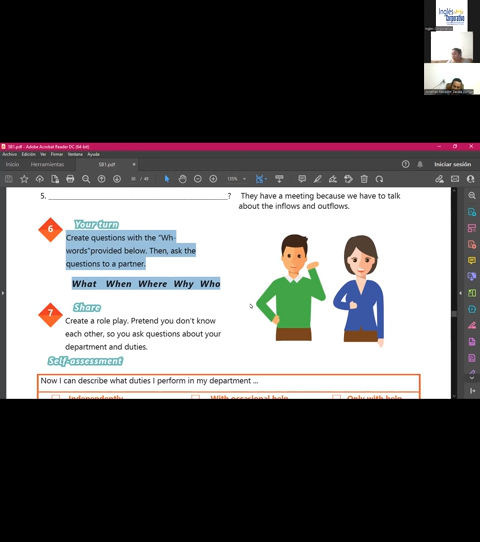 Inglés
Corporativo
SB1.pdf - Adobe Acrobat Reader DC (64-bit)
Archivo Edición Ver Firmar Ventana Ayuda
Inicio Herramientas SB1.pdf Iniciar sesión
5. ? They have a meeting because we have to talk
about the inflows and outflows.
6 Your turn
Create questions with the "Wh-
words"provided below. Then, ask the
questions to a partner.
What When Where Why Who
7 Share
Create a role play. Pretend you don't know
each other, so you ask questions about your
department and duties.
Self-assessment
Now I can describe what duties I perform in my department ...
Independently With occasional help Only with help